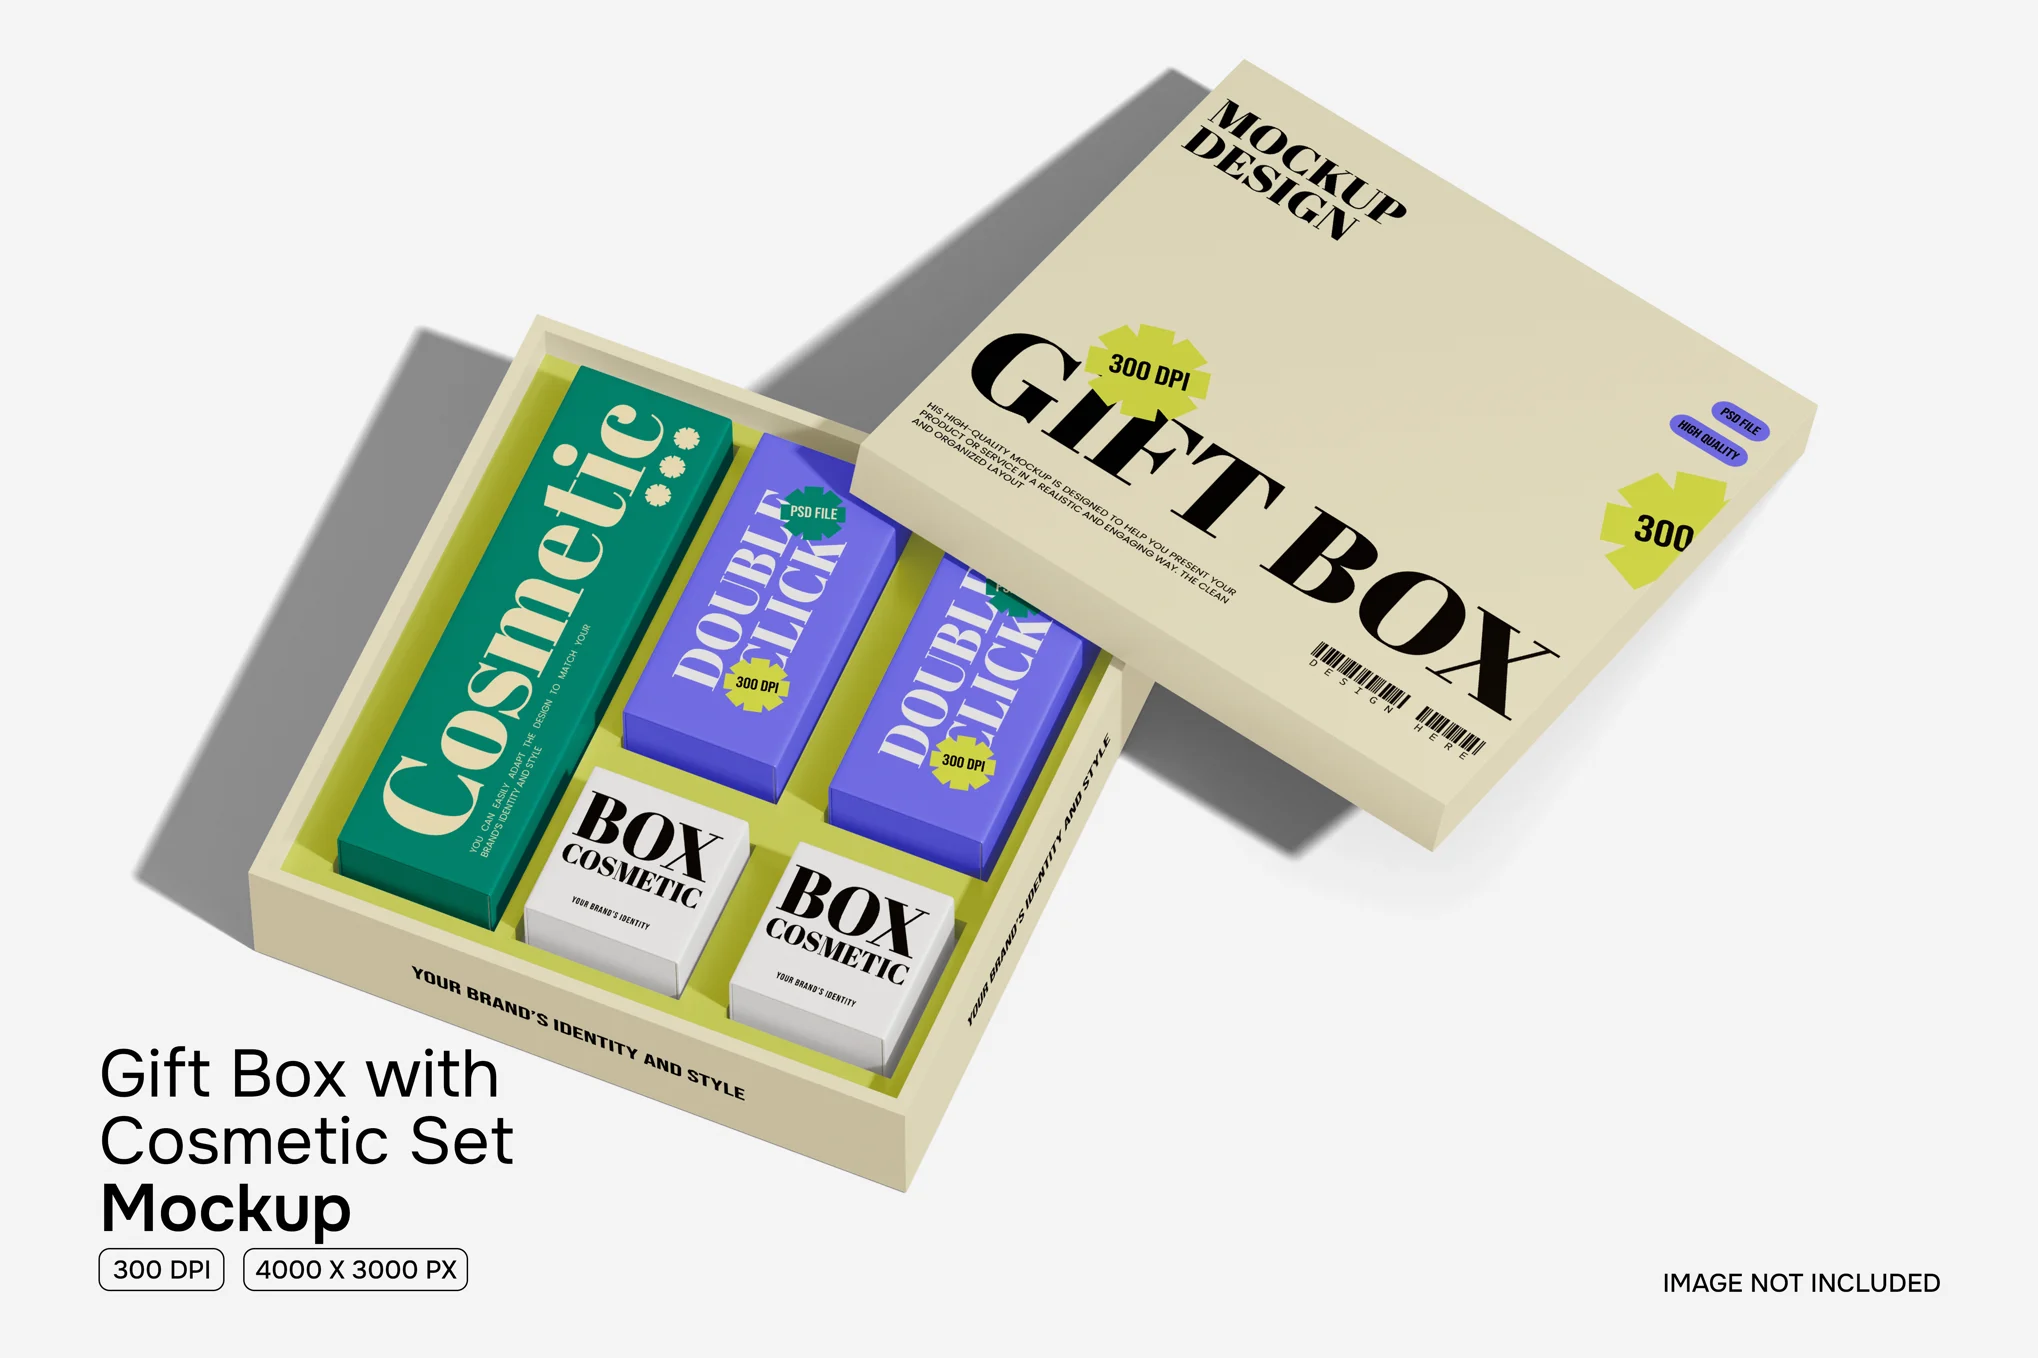 MOCKUP
DESIGN
300 DPI
GIFT BOX
HIS HIGH-QUALITY MOCKUP IS DESIGNED TO HELP YOU PRESENT YOUR
PRODUCT OR SERVICE IN A REALISTIC AND ENGAGING WAY. THE CLEAN
AND ORGANIZED LAYOUT
PSD FILE
HIGH QUALITY
300
DESIGN HERE
Cosmetic
YOU CAN EASILY ADAPT THE DESIGN TO MATCH YOUR
BRAND'S IDENTITY AND STYLE
DOUBLE
CLICK
PSD FILE
300 DPI
DOUBLE
CLICK
300 DPI
BOX
COSMETIC
YOUR BRAND'S IDENTITY
BOX
COSMETIC
YOUR BRAND'S IDENTITY
YOUR BRAND'S IDENTITY AND STYLE
YOUR BRAND'S IDENTITY AND STYLE
Gift Box with
Cosmetic Set
Mockup
300 DPI
4000 X 3000 PX
IMAGE NOT INCLUDED